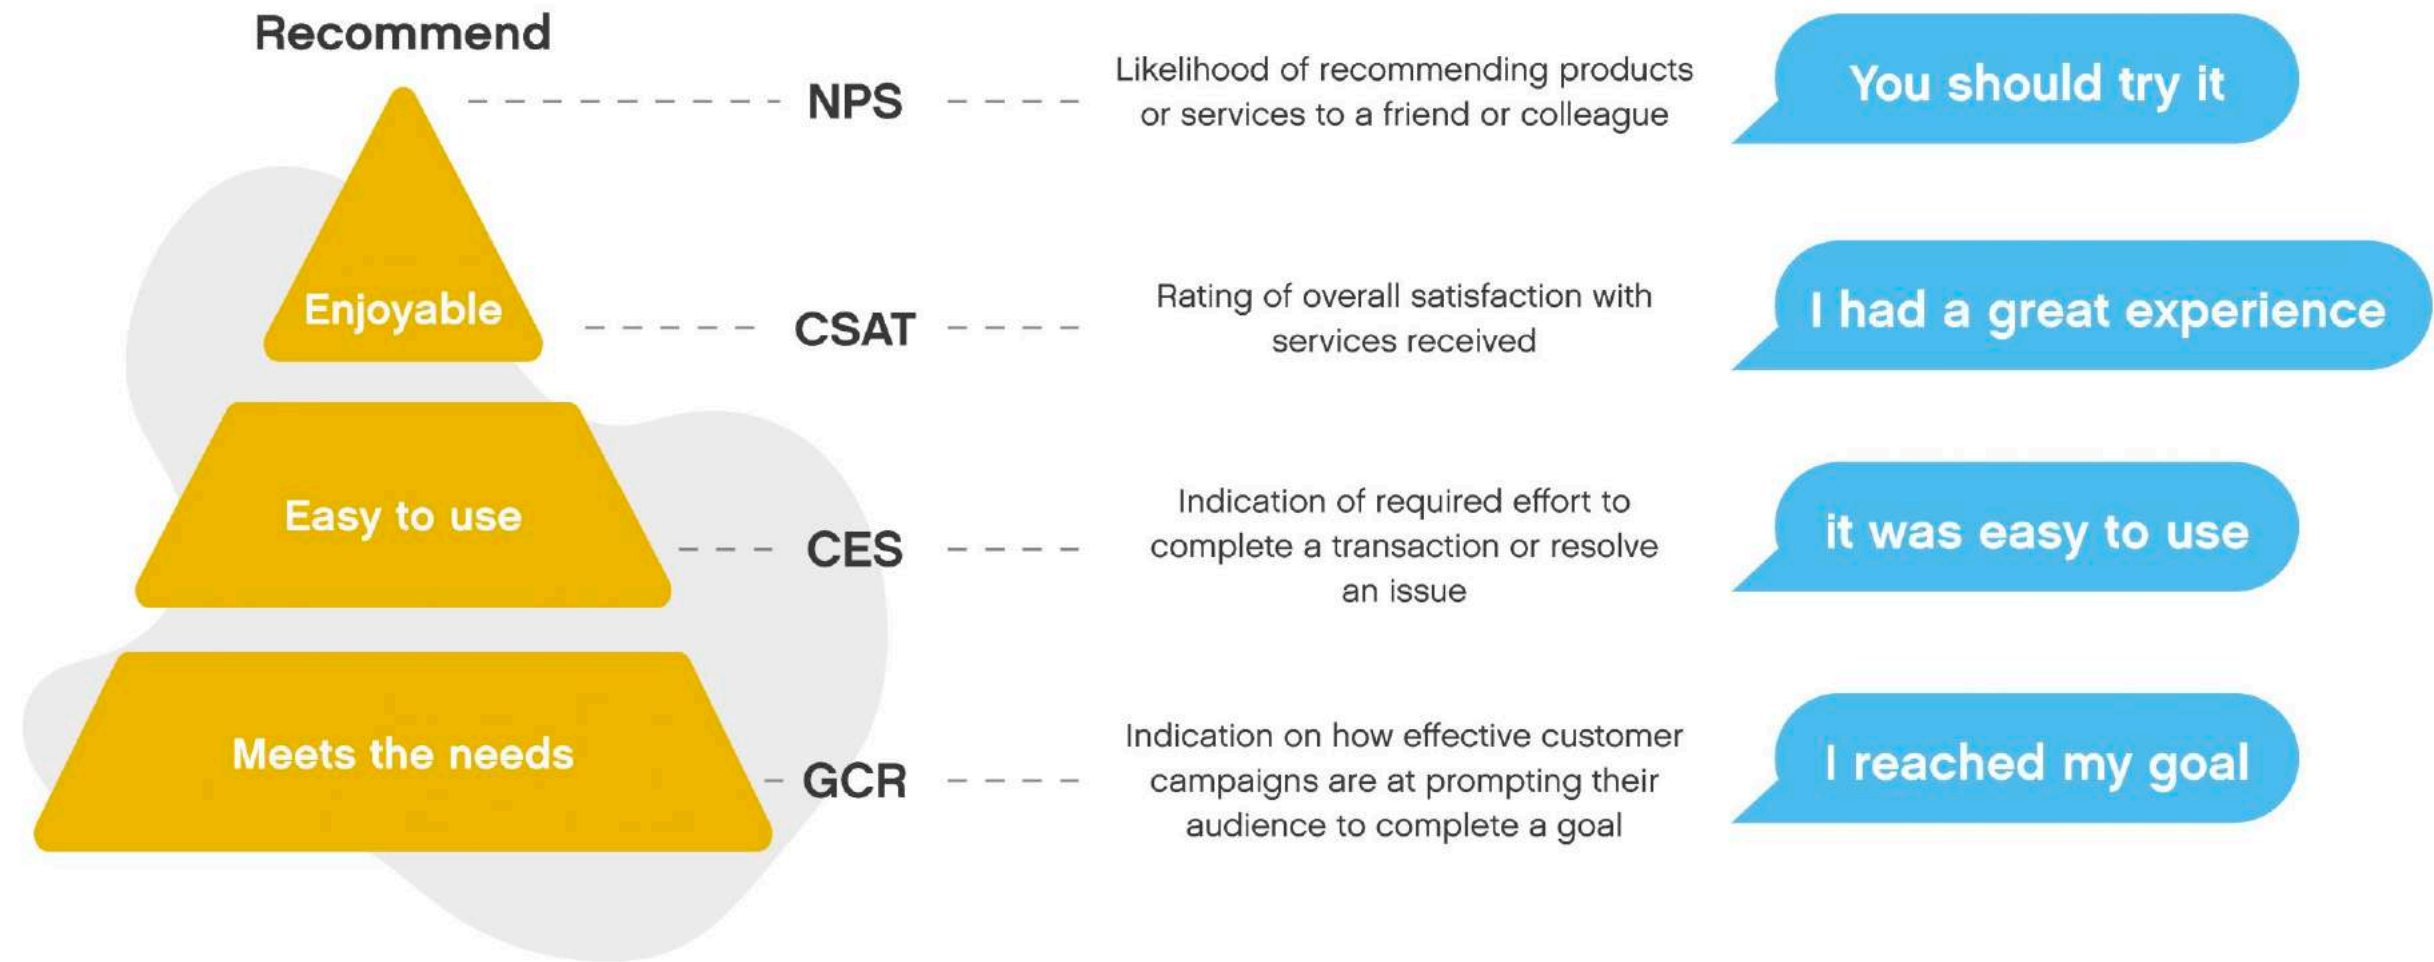 Recommend
NPS
Likelihood of recommending products
or services to a friend or colleague
You should try it
Enjoyable
CSAT
Rating of overall satisfaction with
services received
I had a great experience
Easy to use
CES
Indication of required effort to
complete a transaction or resolve
an issue
it was easy to use
Meets the needs
GCR
Indication on how effective customer
campaigns are at prompting their
audience to complete a goal
I reached my goal